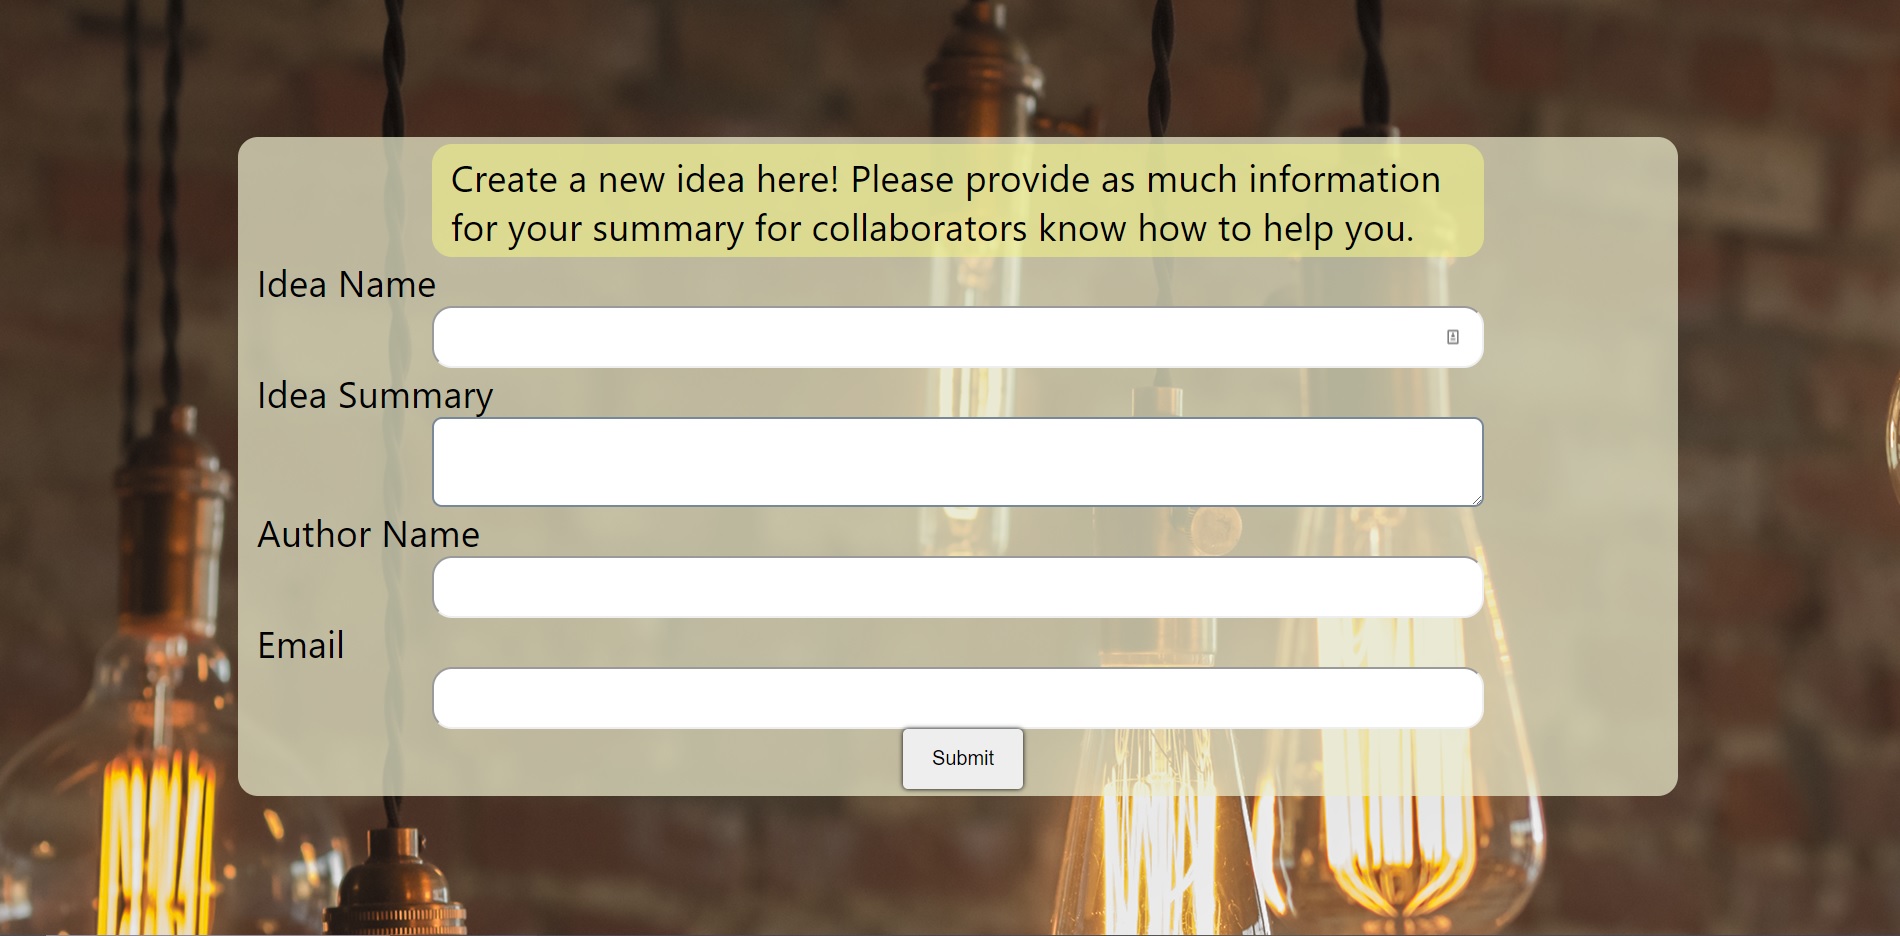 Create a new idea here! Please provide as much information
for your summary for collaborators know how to help you.
Idea Name
Idea Summary
Author Name
Email
Submit